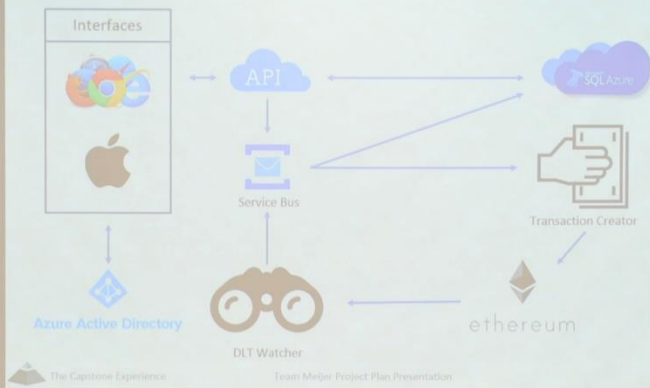 Interfaces
API
SQL Azure
Service Bus
Transaction Creator
Azure Active Directory
ethereum
DLT Watcher
The Capstone Experience
Team Meijer Project Plan Presentation